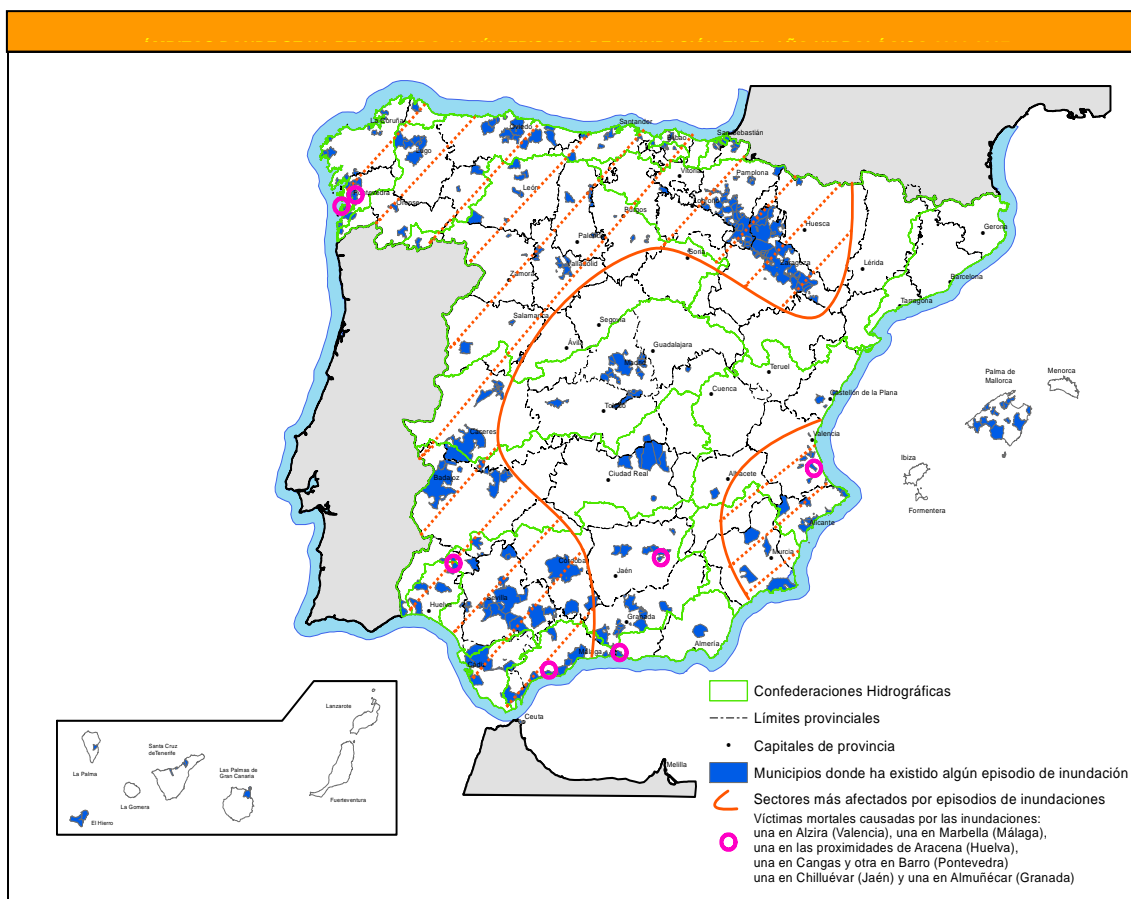 La Coruña
Lugo
Oviedo
Santander
Bilbao
San Sebastián
Vitoria
Pamplona
Pontevedra
Orense
León
Burgos
Logroño
Huesca
Gerona
Palencia
Soria
Zaragoza
Lérida
Barcelona
Tarragona
Zamora
Valladolid
Salamanca
Segovia
Ávila
Guadalajara
Madrid
Teruel
Cuenca
Toledo
Castellón de la Plana
Palma de
Mallorca
Menorca
Valencia
Ibiza
Formentera
Cáceres
Badajoz
Ciudad Real
Albacete
Alicante
Murcia
Córdoba
Jaén
Huelva
Sevilla
Granada
Almería
Málaga
Cádiz
Ceuta
Melilla
Lanzarote
La Palma
Santa Cruz
deTenerife
Las Palmas de
Gran Canaria
La Gomera
Fuertevantura
El Hierro
Confederaciones Hidrográficas
Límites provinciales
Capitales de provincia
Municipios donde ha existido algún episodio de inundación
Sectores más afectados por episodios de inundaciones
Víctimas mortales causadas por las inundaciones:
una en Alzira (Valencia), una en Marbella (Málaga),
una en las proximidades de Aracena (Huelva),
una en Cangas y otra en Barro (Pontevedra)
una en Chilluévar (Jaén) y una en Almuñécar (Granada)